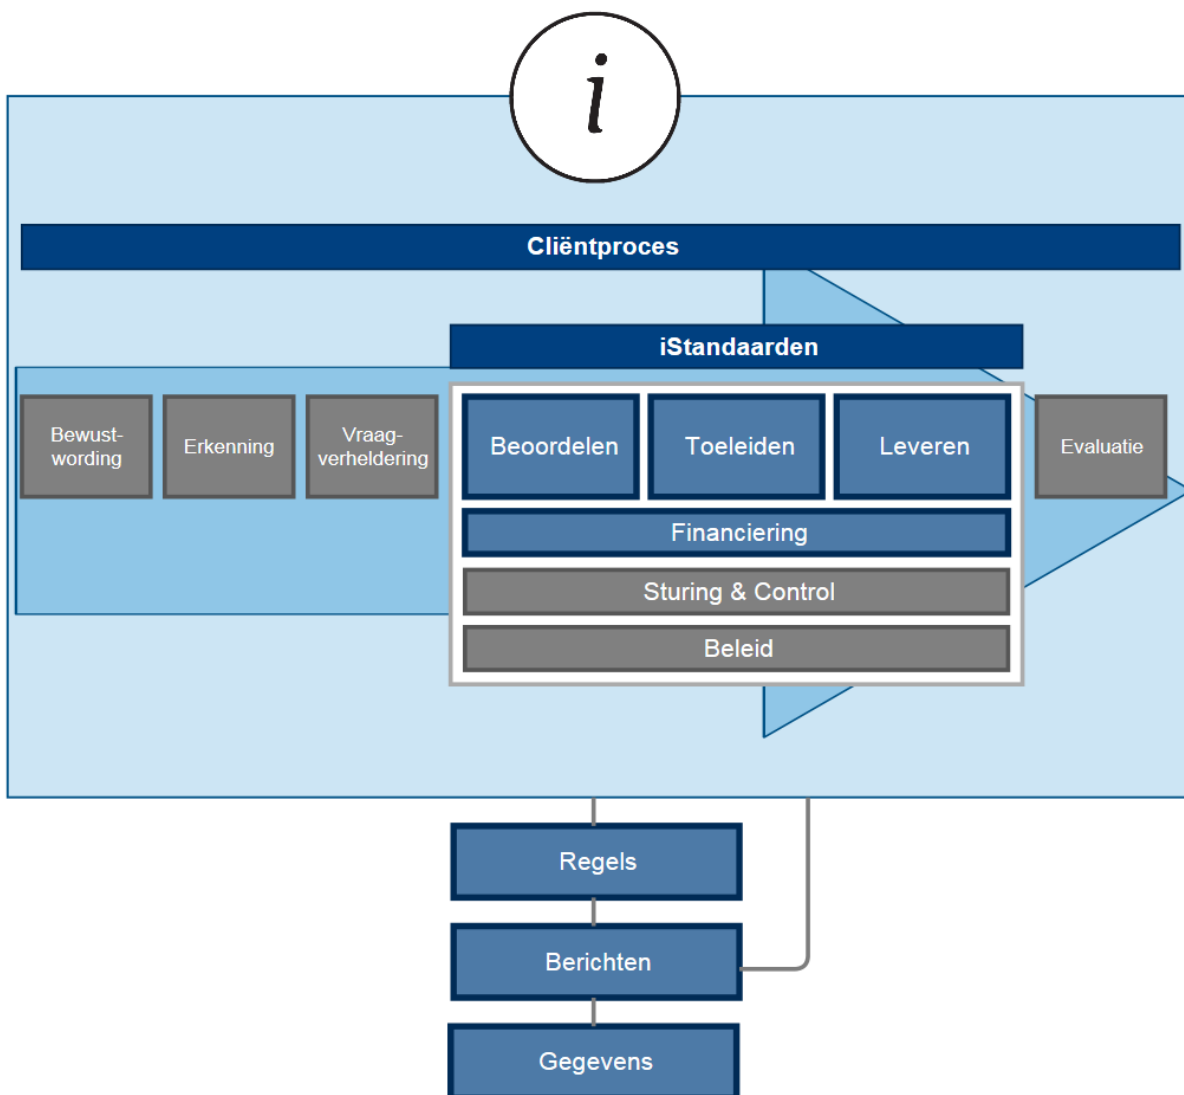 i
Cliëntproces
iStandaarden
Bewust-
wording
Erkenning
Vraag-
verheldering
Beoordelen
Toeleiden
Leveren
Evaluatie
Financiering
Sturing & Control
Beleid
Regels
Berichten
Gegevens